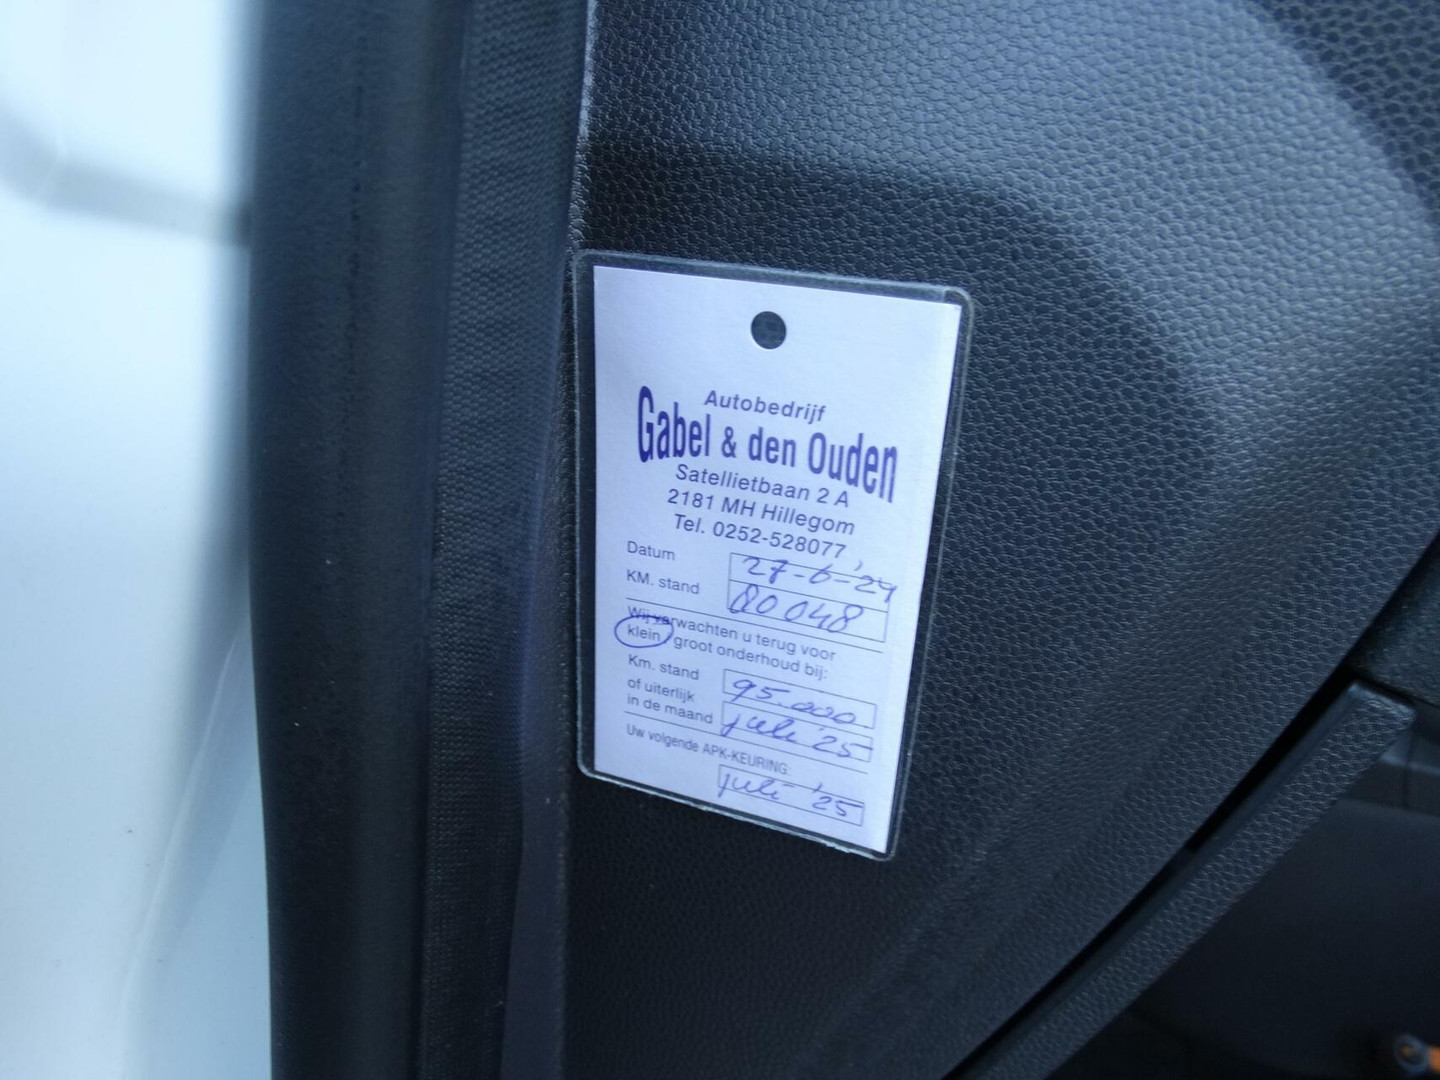 Autobedrijf
Gabel & den Ouden
Satellietbaan 2 A
2181 MH Hillegom
Tel. 0252-528077
Datum 27-6-'24
KM. stand 80048
Wij verwachten u terug voor
klein / groot onderhoud bij:
Km. stand 95.000
of uiterlijk
in de maand juli '25
Uw volgende APK-KEURING:
juli '25